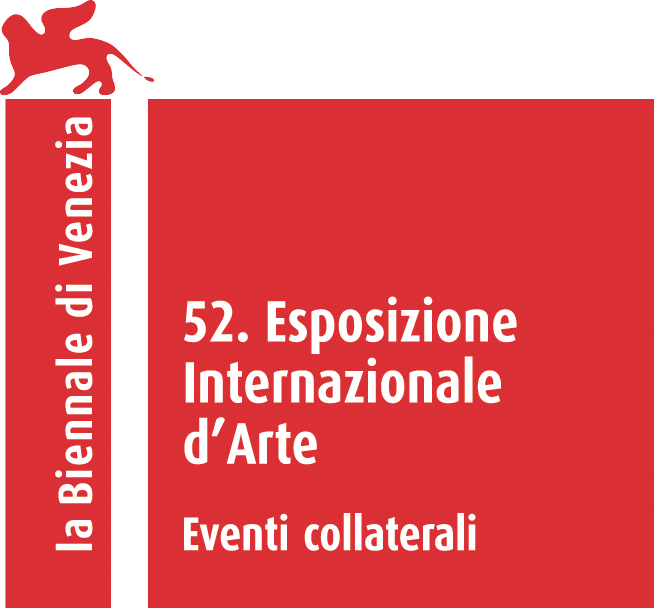 la Biennale di Venezia
52. Esposizione
Internazionale
d’Arte
Eventi collaterali